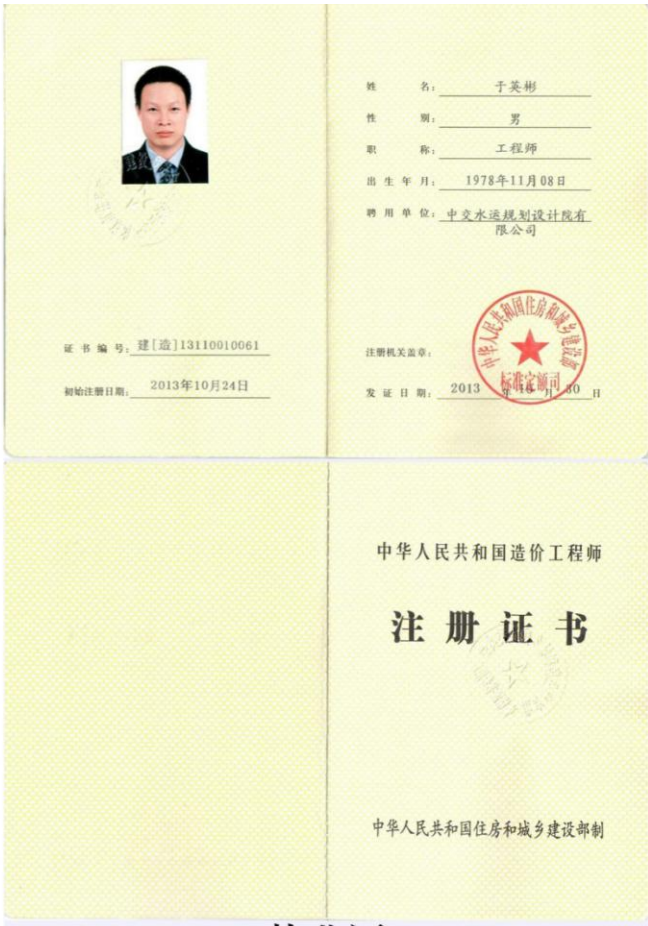 姓 名: 于英彬
性 别: 男
职 称: 工程师
出 生 年 月: 1978年11月08日
聘 用 单 位: 中交水运规划设计院有
限公司
证 书 编 号: 建[造]13110010061
初始注册日期: 2013年10月24日
中华人民共和国住房和城乡建设部
标准定额司
注册机关盖章:
发 证 日 期: 2013 年 10 月 30 日
中华人民共和国造价工程师
注 册 证 书
中华人民共和国住房和城乡建设部制